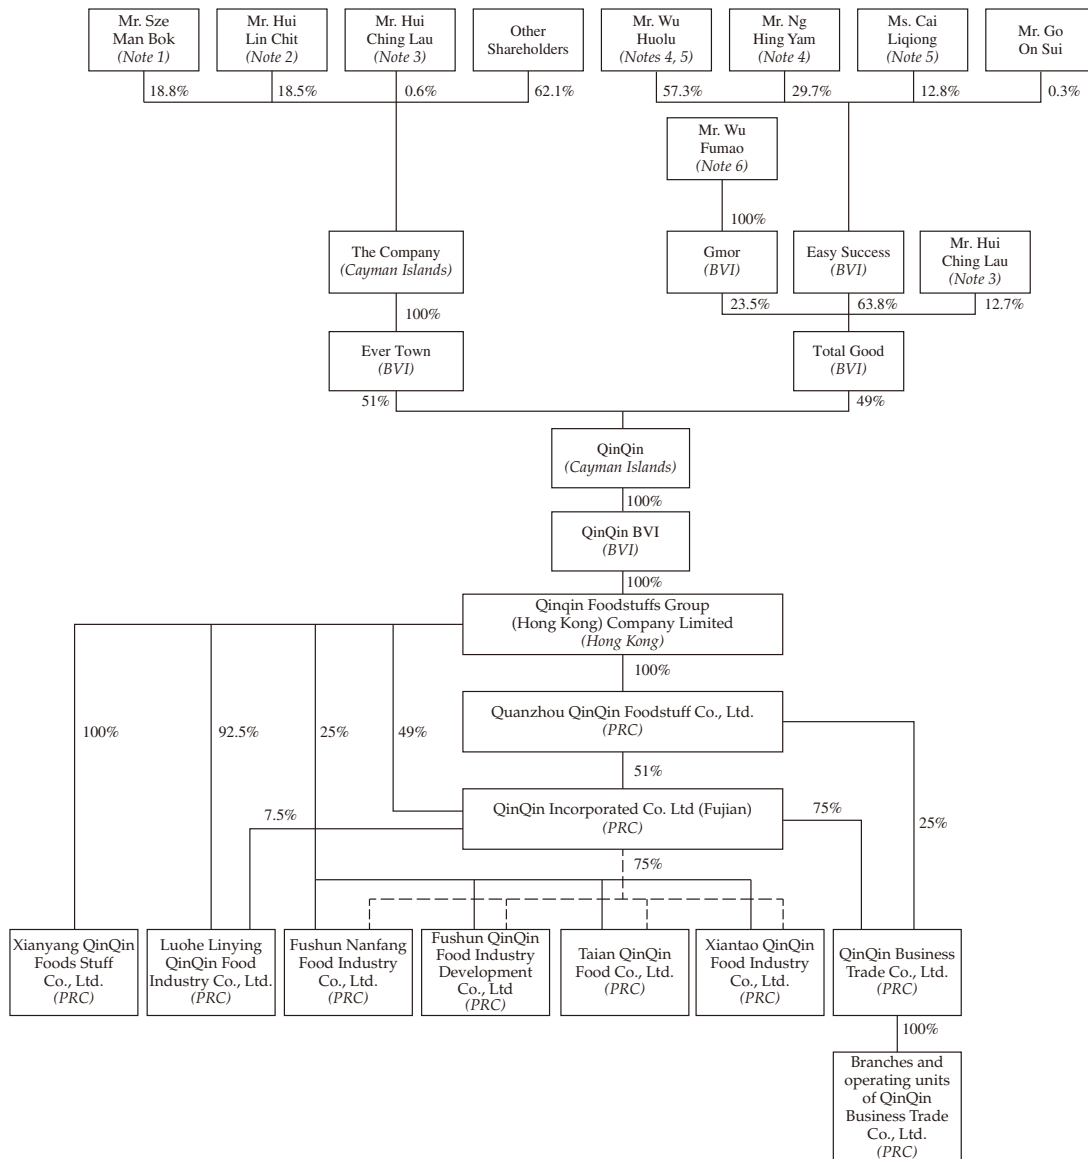 Mr. Sze
Man Bok
(Note 1)
Mr. Hui
Lin Chit
(Note 2)
Mr. Hui
Ching Lau
(Note 3)
Other
Shareholders
Mr. Wu
Huolu
(Notes 4, 5)
Mr. Ng
Hing Yam
(Note 4)
Ms. Cai
Liqiong
(Note 5)
Mr. Go
On Sui
18.8%
18.5%
0.6%
62.1%
57.3%
29.7%
12.8%
0.3%
Mr. Wu
Fumao
(Note 6)
100%
The Company
(Cayman Islands)
Gmor
(BVI)
Easy Success
(BVI)
Mr. Hui
Ching Lau
(Note 3)
100%
23.5%
63.8%
12.7%
Ever Town
(BVI)
Total Good
(BVI)
51%
49%
QinQin
(Cayman Islands)
100%
QinQin BVI
(BVI)
100%
Qinqin Foodstuffs Group
(Hong Kong) Company Limited
(Hong Kong)
100%
Quanzhou QinQin Foodstuff Co., Ltd.
(PRC)
100%
92.5%
25%
49%
51%
QinQin Incorporated Co. Ltd (Fujian)
(PRC)
7.5%
75%
25%
75%
Xianyang QinQin
Foods Stuff
Co., Ltd.
(PRC)
Luohe Linying
QinQin Food
Industry Co., Ltd.
(PRC)
Fushun Nanfang
Food Industry
Co., Ltd.
(PRC)
Fushun QinQin
Food Industry
Development
Co., Ltd
(PRC)
Taian QinQin
Food Co., Ltd.
(PRC)
Xiantao QinQin
Food Industry
Co., Ltd.
(PRC)
QinQin Business
Trade Co., Ltd.
(PRC)
100%
Branches and
operating units
of QinQin
Business Trade
Co., Ltd.
(PRC)